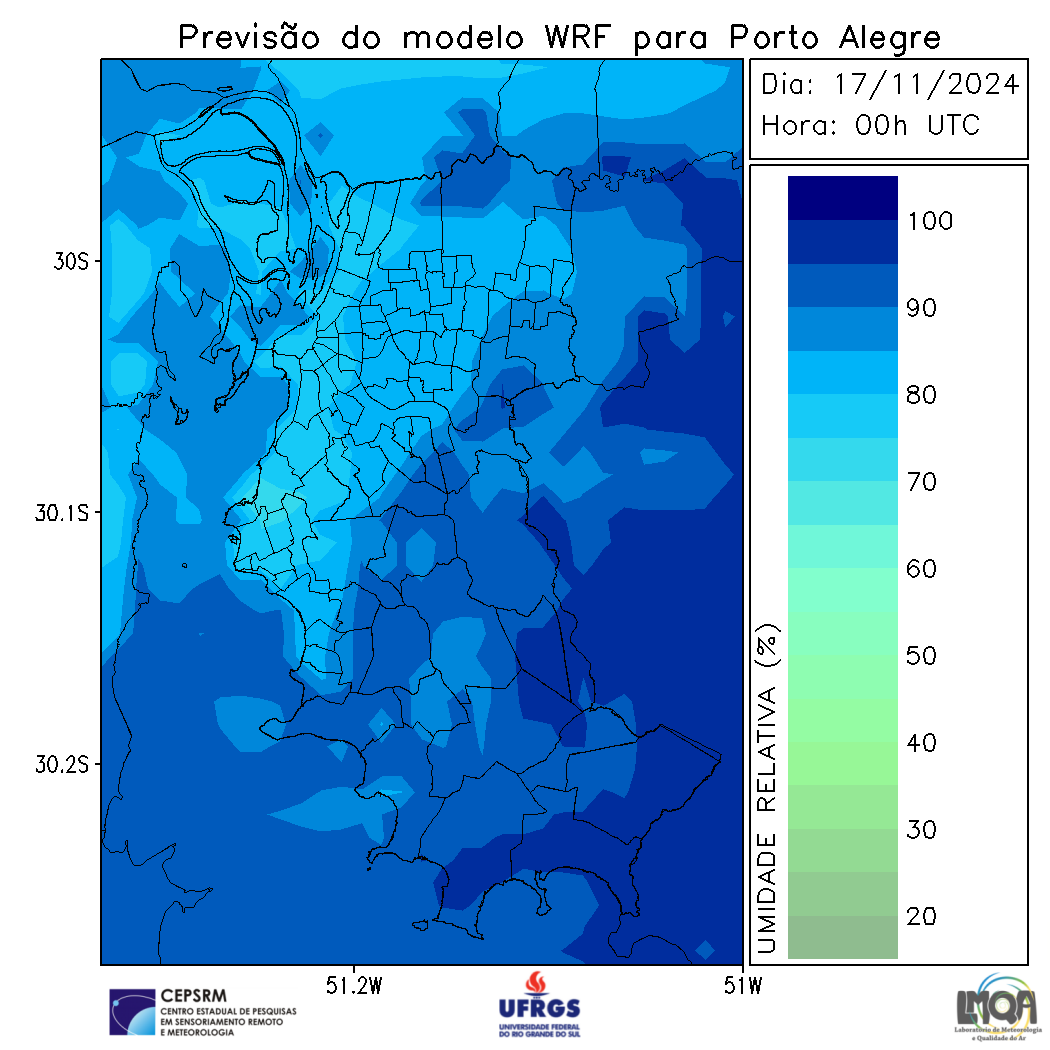 Previsão do modelo WRF para Porto Alegre
Dia: 17/11/2024
Hora: 00h UTC
30S
30.1S
30.2S
51.2W
51W
UMIDADE RELATIVA (%)
100
90
80
70
60
50
40
30
20
CEPSRM
CENTRO ESTADUAL DE PESQUISAS
EM SENSORIAMENTO REMOTO
E METEOROLOGIA
UFRGS
UNIVERSIDADE FEDERAL
DO RIO GRANDE DO SUL
LMQA
Laboratório de Meteorologia
e Qualidade do Ar